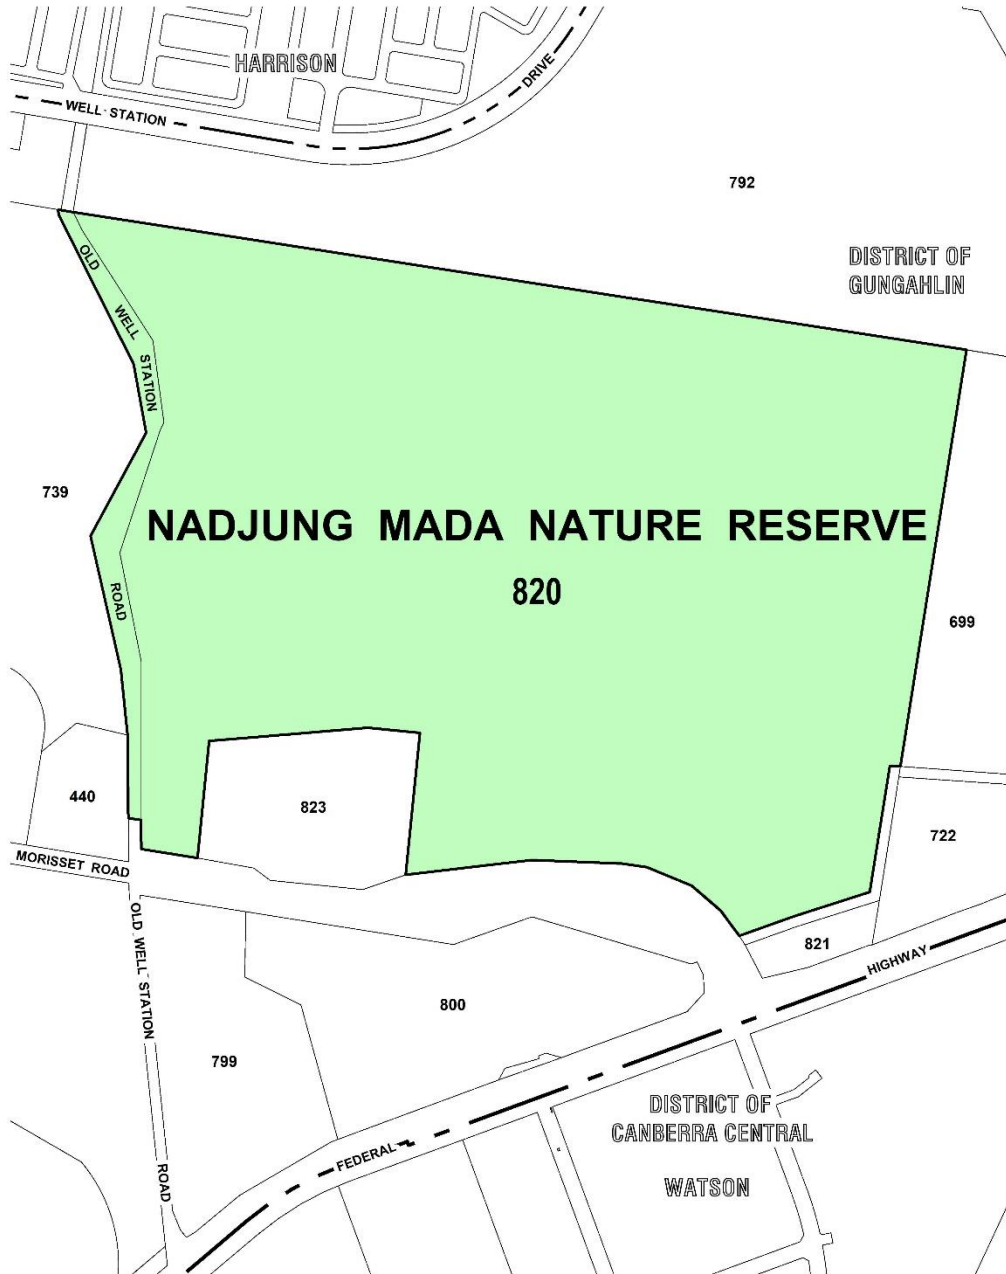 HARRISON
WELL STATION
DRIVE
792
DISTRICT OF
GUNGAHLIN
OLD
WELL
STATION
ROAD
739
NADJUNG MADA NATURE RESERVE
820
699
440
823
722
MORISSET ROAD
821
OLD WELL STATION
ROAD
HIGHWAY
800
799
FEDERAL
DISTRICT OF
CANBERRA CENTRAL
WATSON